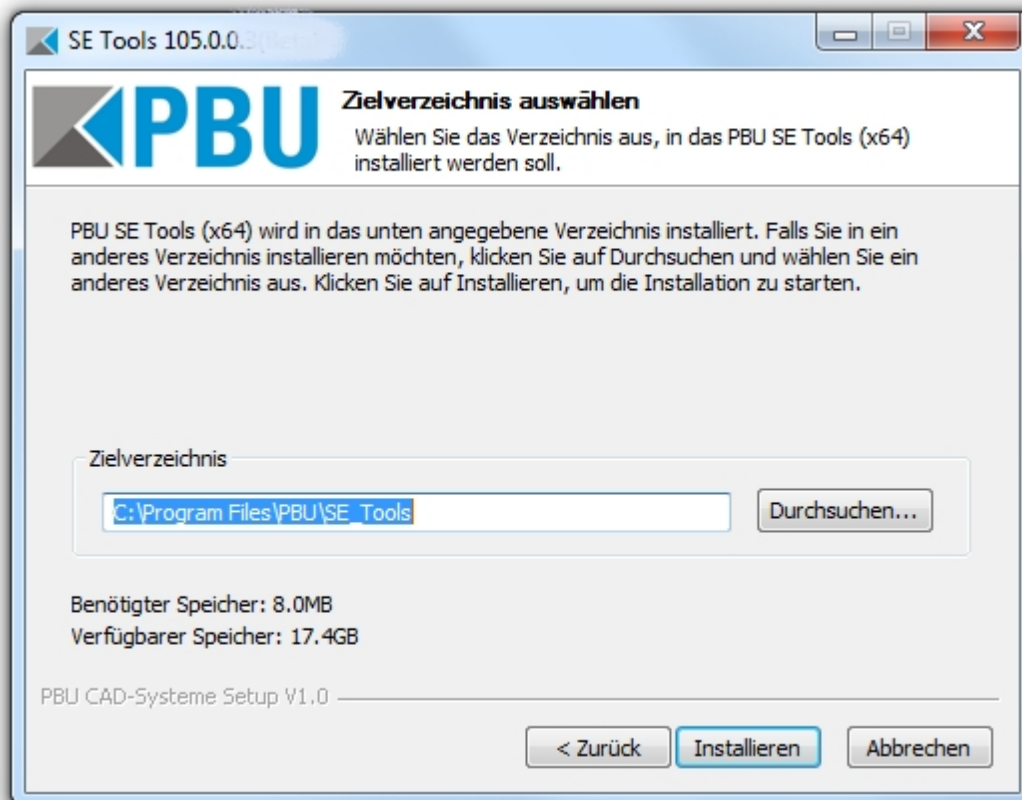 SE Tools 105.0.0.3
PBU
Zielverzeichnis auswählen
Wählen Sie das Verzeichnis aus, in das PBU SE Tools (x64)
installiert werden soll.
PBU SE Tools (x64) wird in das unten angegebene Verzeichnis installiert. Falls Sie in ein
anderes Verzeichnis installieren möchten, klicken Sie auf Durchsuchen und wählen Sie ein
anderes Verzeichnis aus. Klicken Sie auf Installieren, um die Installation zu starten.
Zielverzeichnis
C:\Program Files\PBU\SE_Tools
Durchsuchen...
Benötigter Speicher: 8.0MB
Verfügbarer Speicher: 17.4GB
PBU CAD-Systeme Setup V1.0
< Zurück
Installieren
Abbrechen